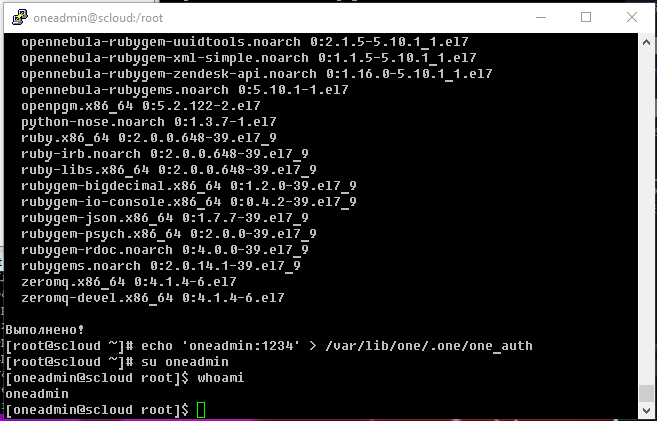 oneadmin@scloud:/root
opennebula-rubygem-uuidtools.noarch 0:2.1.5-5.10.1_1.el7
opennebula-rubygem-xml-simple.noarch 0:1.1.5-5.10.1_1.el7
opennebula-rubygem-zendesk-api.noarch 0:1.16.0-5.10.1_1.el7
opennebula-rubygems.noarch 0:5.10.1-1.el7
openpgm.x86_64 0:5.2.122-2.el7
python-nose.noarch 0:1.3.7-1.el7
ruby.x86_64 0:2.0.0.648-39.el7_9
ruby-irb.noarch 0:2.0.0.648-39.el7_9
ruby-libs.x86_64 0:2.0.0.648-39.el7_9
rubygem-bigdecimal.x86_64 0:1.2.0-39.el7_9
rubygem-io-console.x86_64 0:0.4.2-39.el7_9
rubygem-json.x86_64 0:1.7.7-39.el7_9
rubygem-psych.x86_64 0:2.0.0-39.el7_9
rubygem-rdoc.noarch 0:4.0.0-39.el7_9
rubygems.noarch 0:2.0.14.1-39.el7_9
zeromq.x86_64 0:4.1.4-6.el7
zeromq-devel.x86_64 0:4.1.4-6.el7
Выполнено!
[root@scloud ~]# echo 'oneadmin:1234' > /var/lib/one/.one/one_auth
[root@scloud ~]# su oneadmin
[oneadmin@scloud root]$ whoami
oneadmin
[oneadmin@scloud root]$